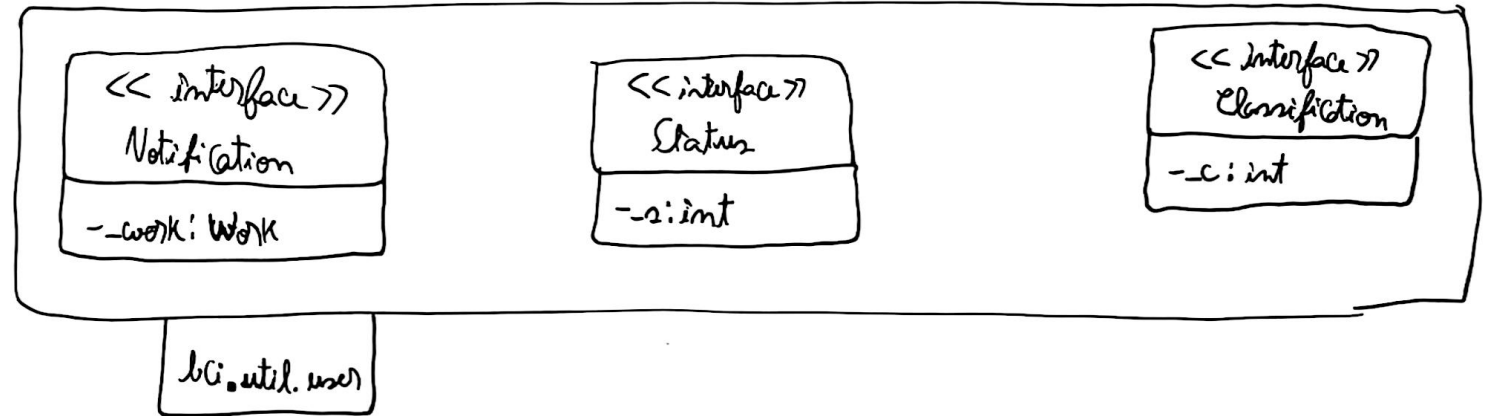 << interface >>
Notification
-_work: Work
<< interface >>
Status
-_s: int
<< interface >>
Classifiction
-_c: int
bci.util.user